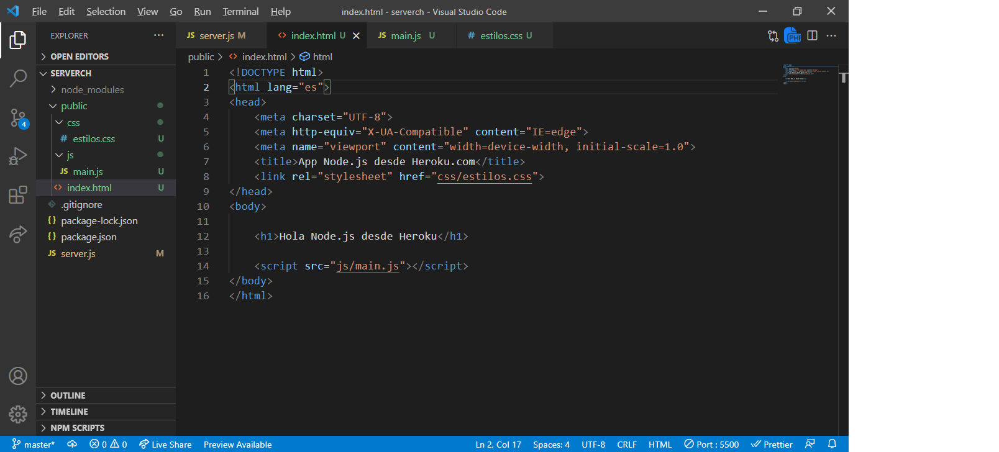 File Edit Selection View Go Run Terminal Help index.html - serverch - Visual Studio Code
EXPLORER
JS server.js M
<> index.html U
JS main.js U
# estilos.css U
PHP
OPEN EDITORS
SERVERCH
node_modules
public
css
# estilos.css U
js
JS main.js U
<> index.html U
.gitignore
{} package-lock.json
{} package.json
JS server.js M
4
OUTLINE
TIMELINE
NPM SCRIPTS
public > <> index.html > html
1 <!DOCTYPE html>
2 <html lang="es">
3 <head>
4     <meta charset="UTF-8">
5     <meta http-equiv="X-UA-Compatible" content="IE=edge">
6     <meta name="viewport" content="width=device-width, initial-scale=1.0">
7     <title>App Node.js desde Heroku.com</title>
8     <link rel="stylesheet" href="css/estilos.css">
9 </head>
10 <body>
11
12     <h1>Hola Node.js desde Heroku</h1>
13
14     <script src="js/main.js"></script>
15 </body>
16 </html>
master* 0 0 Live Share Preview Available Ln 2, Col 17 Spaces: 4 UTF-8 CRLF HTML Port : 5500 Prettier